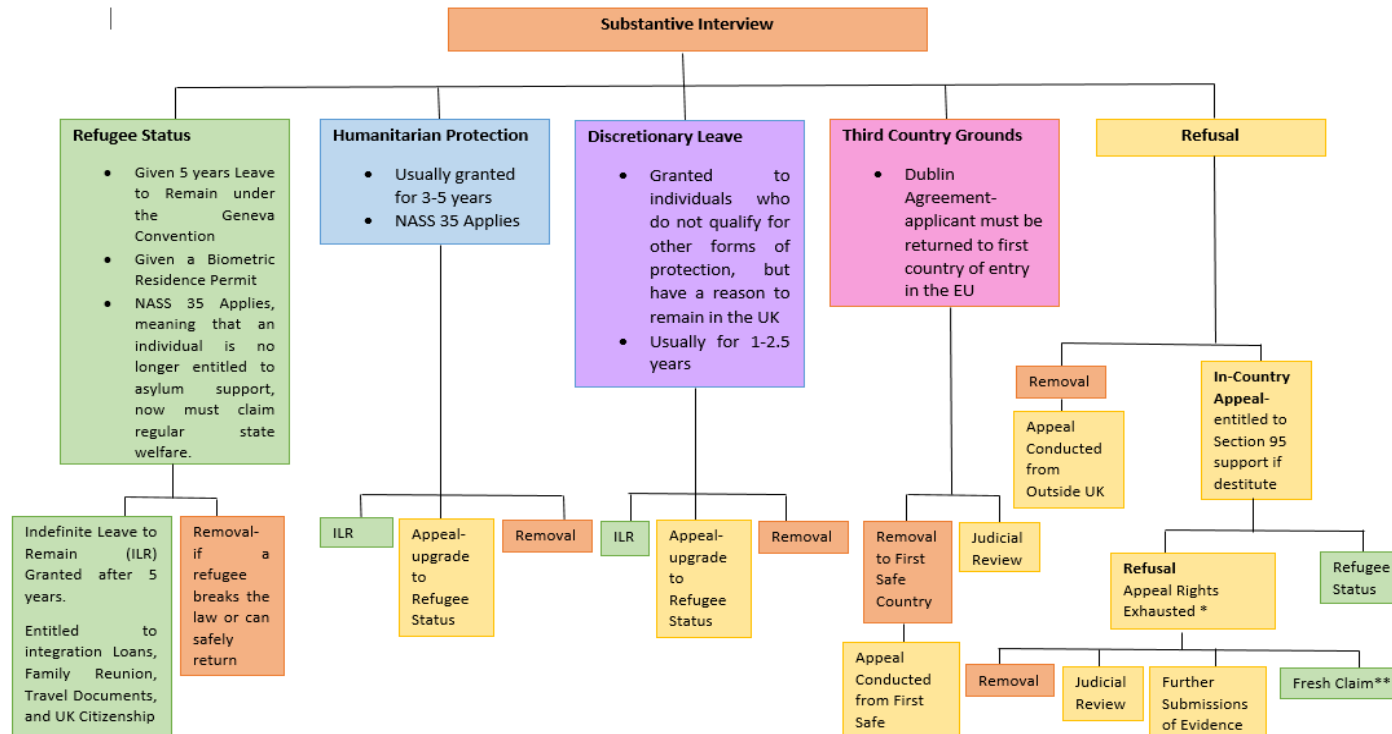 Substantive Interview
Refugee Status
• Given 5 years Leave
to Remain under
the Geneva
Convention
• Given a Biometric
Residence Permit
• NASS 35 Applies,
meaning that an
individual is no
longer entitled to
asylum support,
now must claim
regular state
welfare.
Humanitarian Protection
• Usually granted
for 3-5 years
• NASS 35 Applies
Discretionary Leave
• Granted to
individuals who
do not qualify for
other forms of
protection, but
have a reason to
remain in the UK
• Usually for 1-2.5
years
Third Country Grounds
• Dublin
Agreement-
applicant must be
returned to first
country of entry
in the EU
Refusal
Indefinite Leave to
Remain (ILR)
Granted after 5
years.
Entitled to
integration Loans,
Family Reunion,
Travel Documents,
and UK Citizenship
Removal-
if a
refugee
breaks the
law or can
safely
return
ILR
Appeal-
upgrade
to
Refugee
Status
Removal
ILR
Appeal-
upgrade to
Refugee
Status
Removal
Removal
to First
Safe
Country
Judicial
Review
Appeal
Conducted
from First
Safe
Removal
Appeal
Conducted
from
Outside UK
In-Country
Appeal-
entitled to
Section 95
support if
destitute
Refusal
Appeal Rights
Exhausted *
Refugee
Status
Removal
Judicial
Review
Further
Submissions
of Evidence
Fresh Claim**